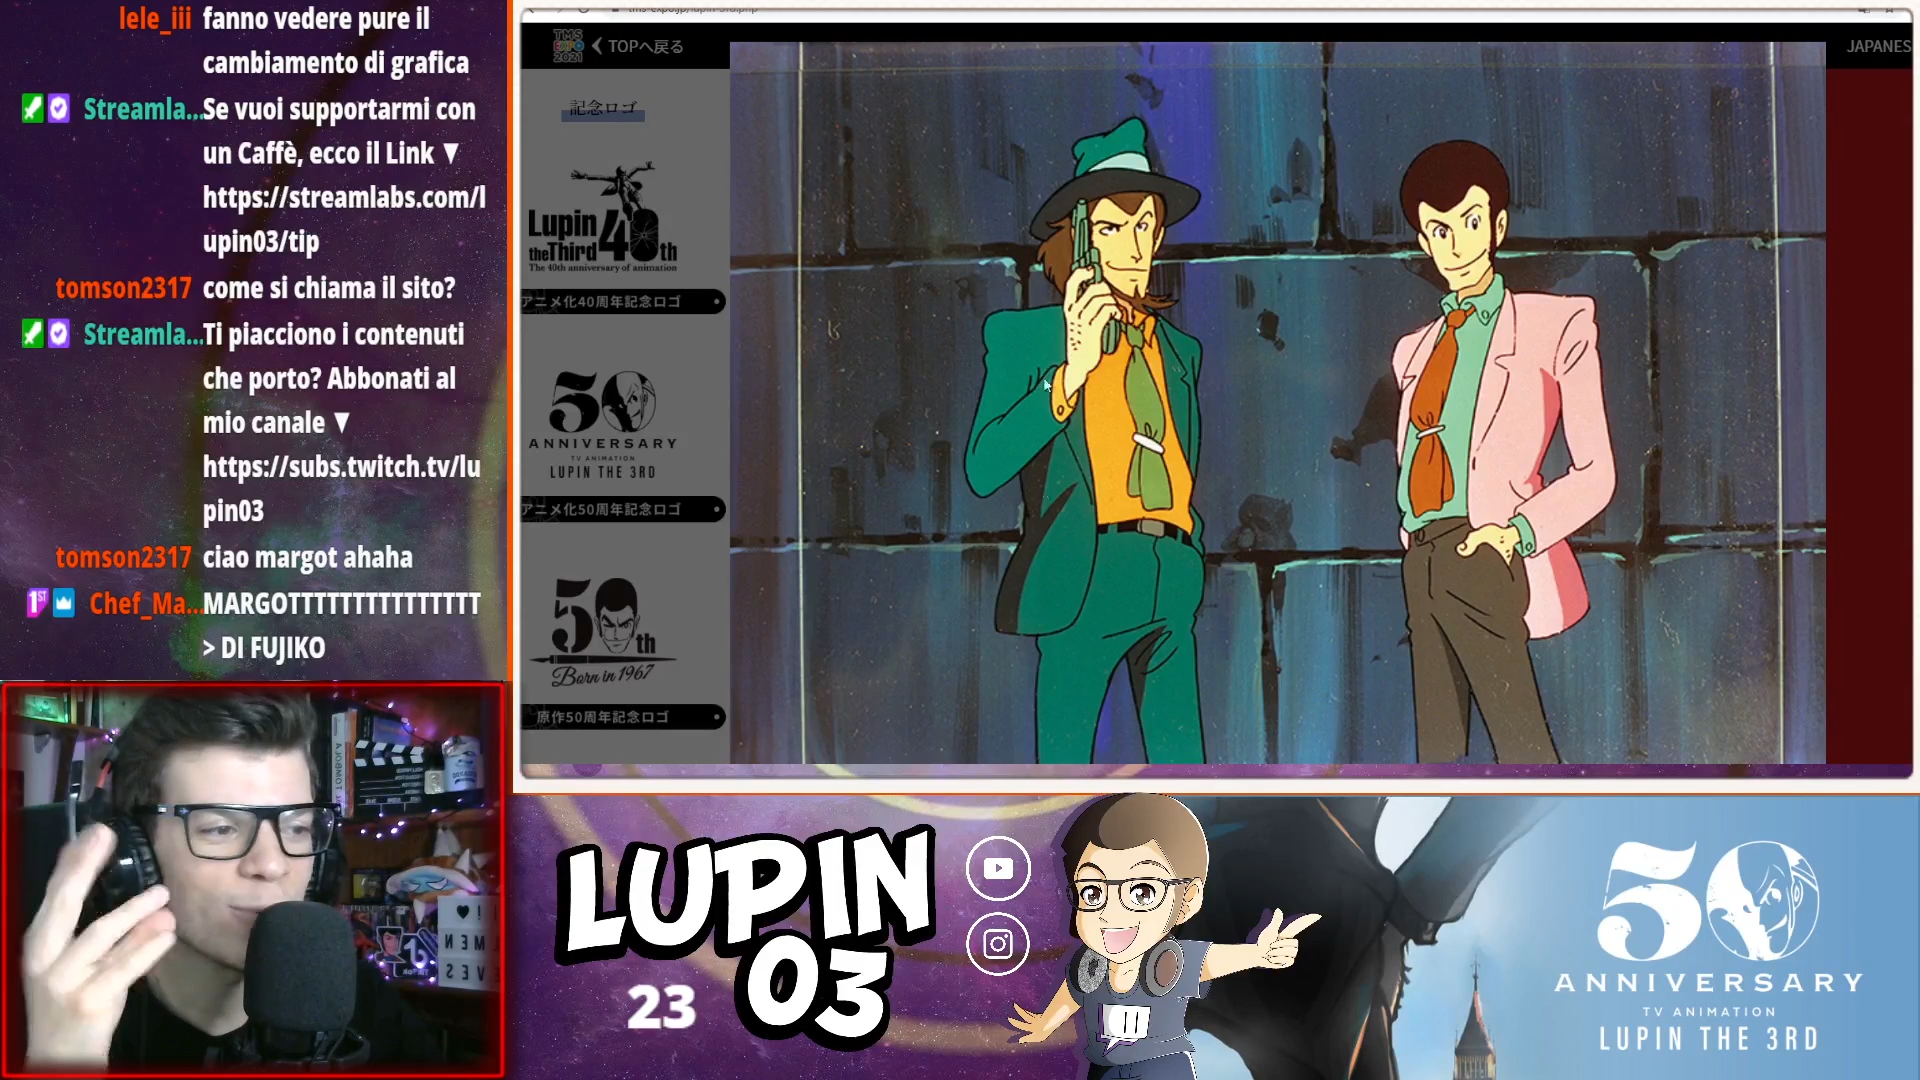 lele_iii fanno vedere pure il
cambiamento di grafica
Streamla... Se vuoi supportarmi con
un Caffè, ecco il Link ▼
https://streamlabs.com/l
upin03/tip
tomson2317 come si chiama il sito?
Streamla... Ti piacciono i contenuti
che porto? Abbonati al
mio canale ▼
https://subs.twitch.tv/lu
pin03
tomson2317 ciao margot ahaha
1ST Chef_Ma... MARGOTTTTTTTTTTTTTTT
> DI FUJIKO
TMS
EXPO
2021
TOPへ戻る
JAPANES
記念ロゴ
Lupin
the Third 40th
The 40th anniversary of animation
アニメ化40周年記念ロゴ
50
ANNIVERSARY
TV ANIMATION
LUPIN THE 3RD
アニメ化50周年記念ロゴ
50th
Born in 1967
原作50周年記念ロゴ
LUPIN
03
23
50
ANNIVERSARY
TV ANIMATION
LUPIN THE 3RD